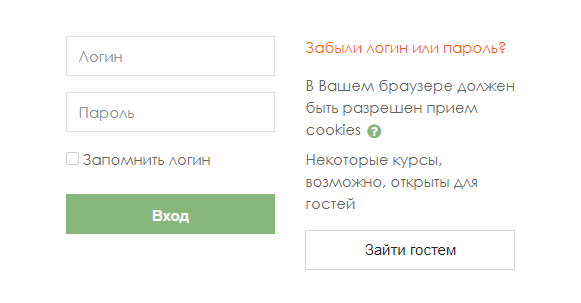 Логин
Пароль
Запомнить логин
Вход
Забыли логин или пароль?
В Вашем браузере должен
быть разрешен прием
cookies ?
Некоторые курсы,
возможно, открыты для
гостей
Зайти гостем